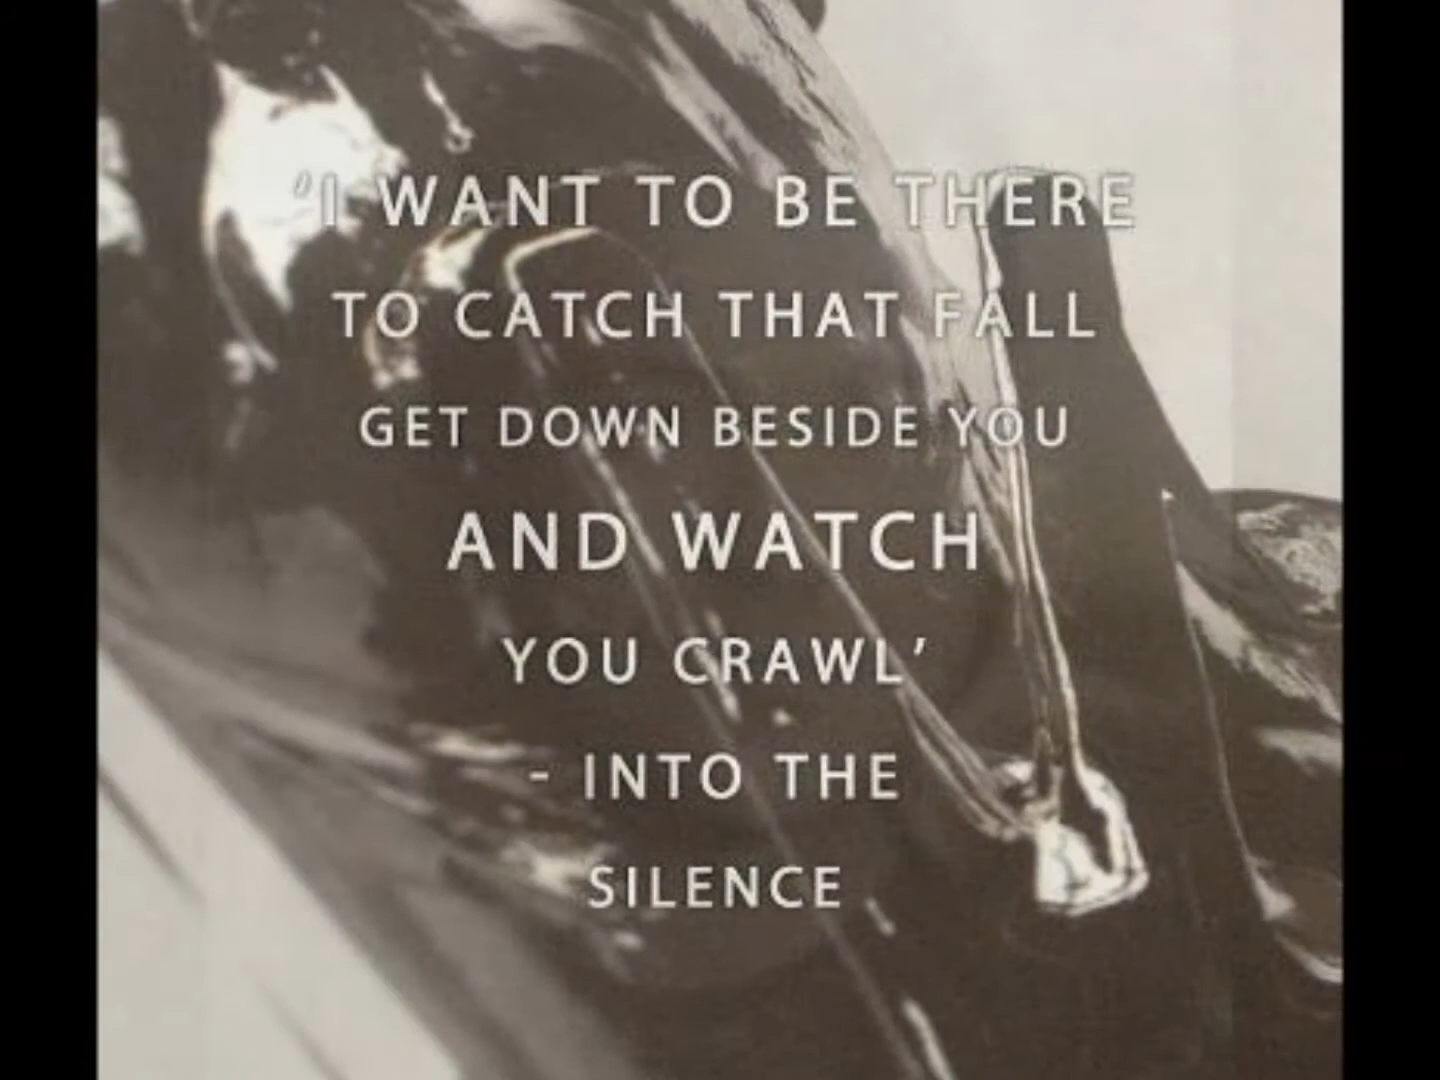 'I WANT TO BE THERE
TO CATCH THAT FALL
GET DOWN BESIDE YOU
AND WATCH
YOU CRAWL'
- INTO THE
SILENCE